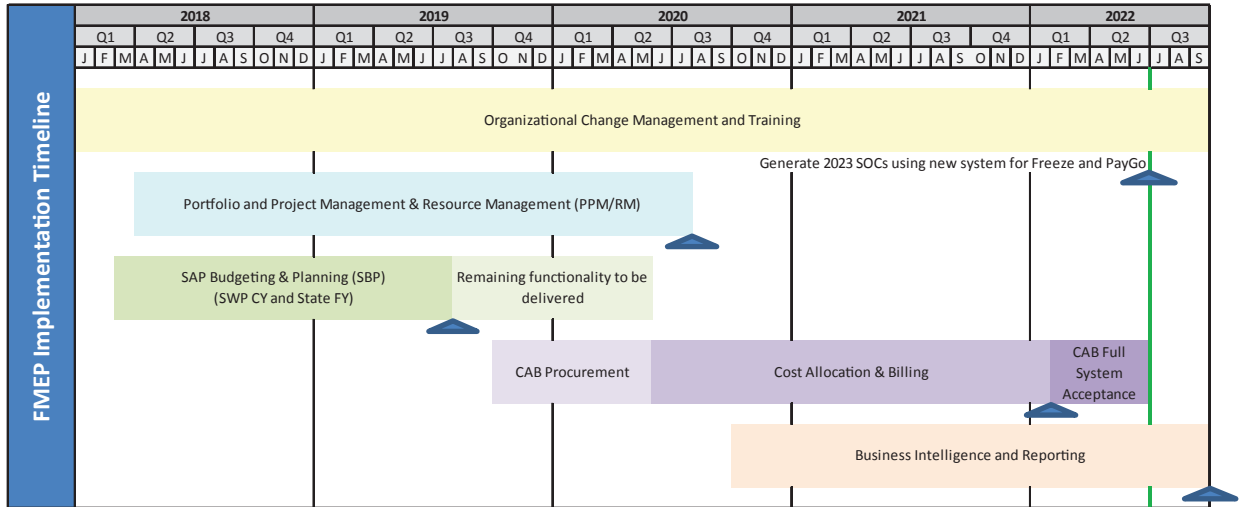 FMEP Implementation Timeline
2018 2019 2020 2021 2022
Q1 Q2 Q3 Q4 Q1 Q2 Q3 Q4 Q1 Q2 Q3 Q4 Q1 Q2 Q3 Q4 Q1 Q2 Q3
J F M A M J J A S O N D J F M A M J J A S O N D J F M A M J J A S O N D J F M A M J J A S O N D J F M A M J J A S
Organizational Change Management and Training
Generate 2023 SOCs using new system for Freeze and PayGo
Portfolio and Project Management & Resource Management (PPM/RM)
SAP Budgeting & Planning (SBP)
(SWP CY and State FY)
Remaining functionality to be
delivered
CAB Procurement
Cost Allocation & Billing
CAB Full
System
Acceptance
Business Intelligence and Reporting